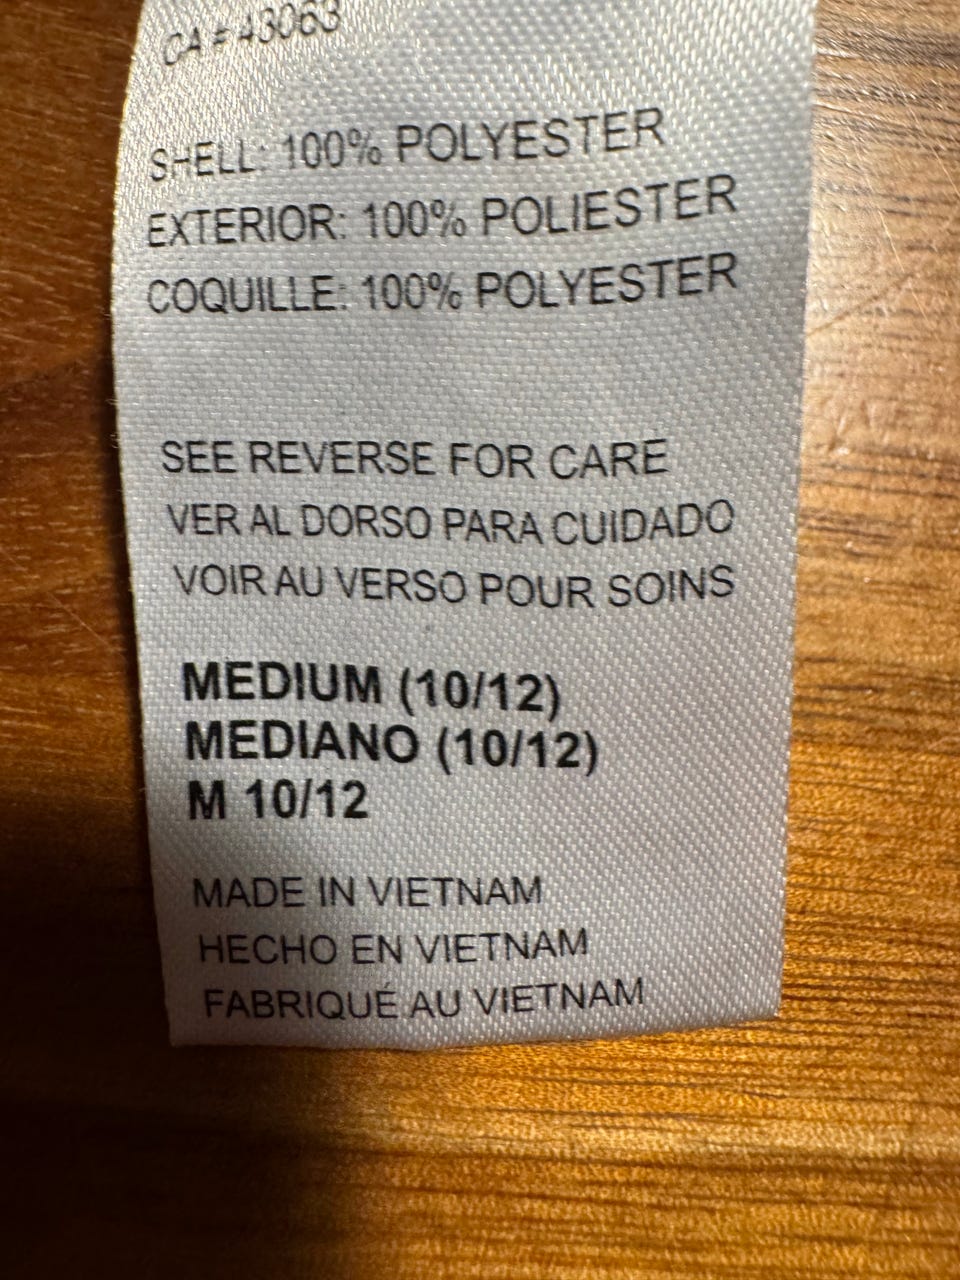 CA = 43063
SHELL: 100% POLYESTER
EXTERIOR: 100% POLIESTER
COQUILLE: 100% POLYESTER
SEE REVERSE FOR CARE
VER AL DORSO PARA CUIDADO
VOIR AU VERSO POUR SOINS
MEDIUM (10/12)
MEDIANO (10/12)
M 10/12
MADE IN VIETNAM
HECHO EN VIETNAM
FABRIQUÉ AU VIETNAM